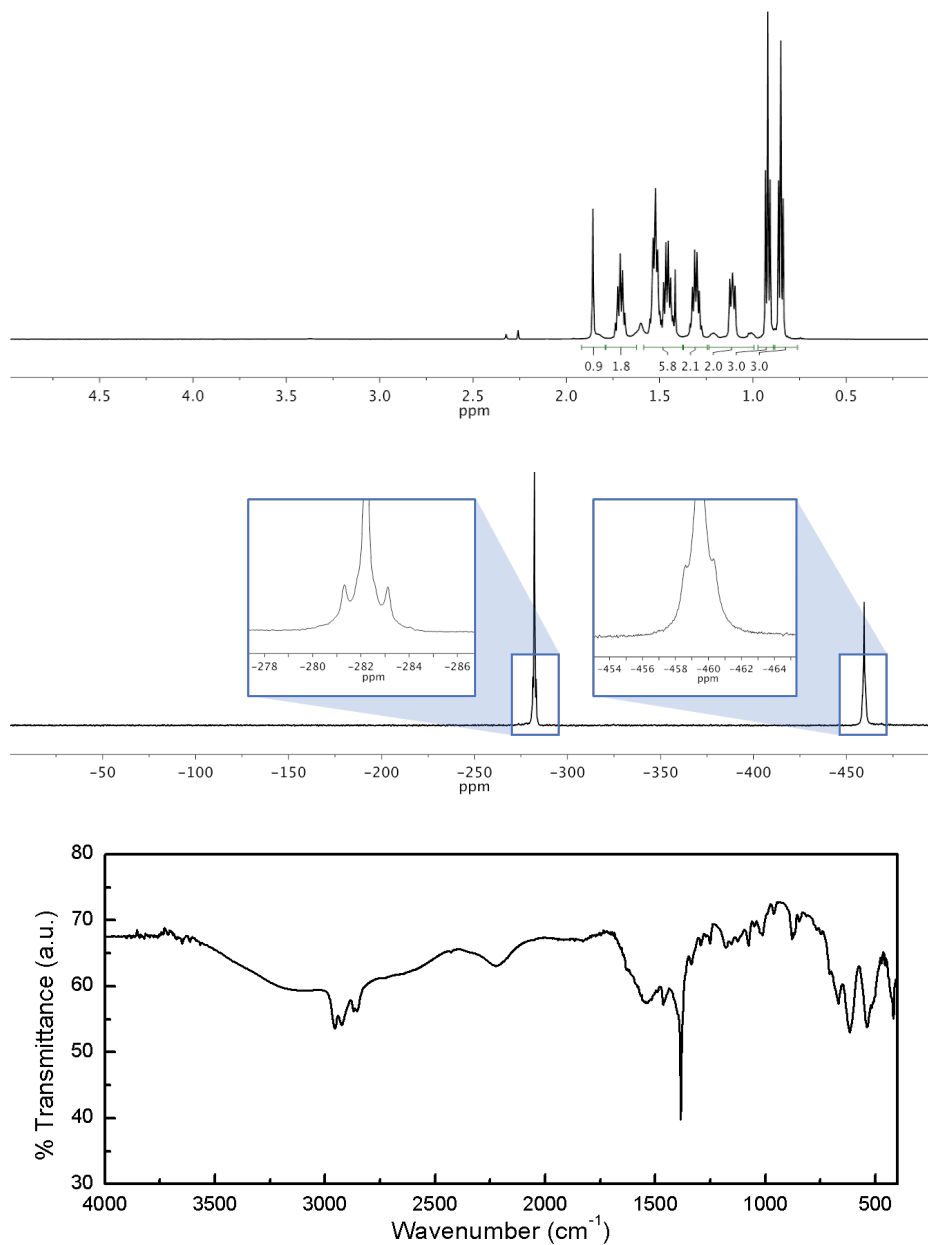 0.9 1.8 5.8 2.1 2.0 3.0 3.0
4.5 4.0 3.5 3.0 2.5 2.0 1.5 1.0 0.5
ppm
−278 −280 −282 −284 −286
ppm
−454 −456 −458 −460 −462 −464
ppm
−50 −100 −150 −200 −250 −300 −350 −400 −450
ppm
80
70
60
50
40
30
% Transmittance (a.u.)
4000 3500 3000 2500 2000 1500 1000 500
Wavenumber (cm⁻¹)